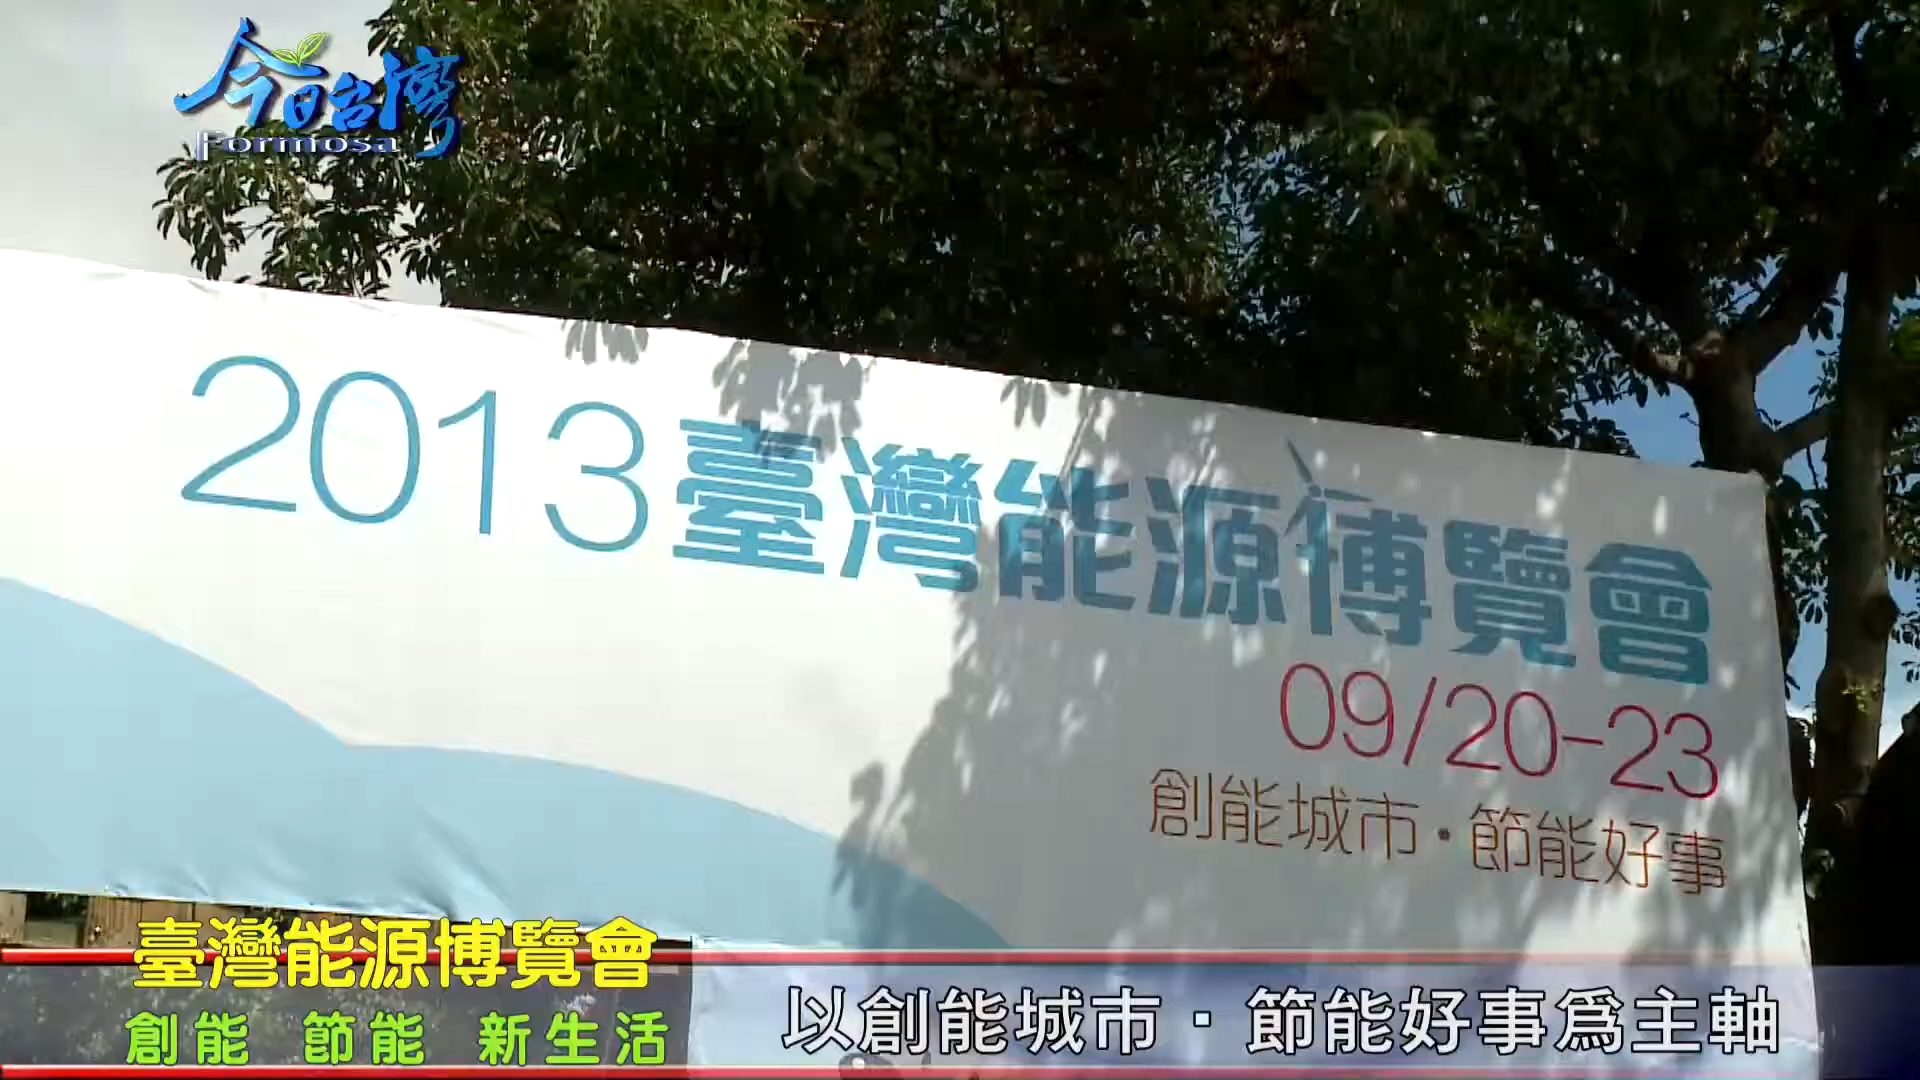 今日台灣
Formosa
2013臺灣能源博覽會
09/20-23
創能城市·節能好事
臺灣能源博覽會
創能 節能 新生活
以創能城市·節能好事爲主軸